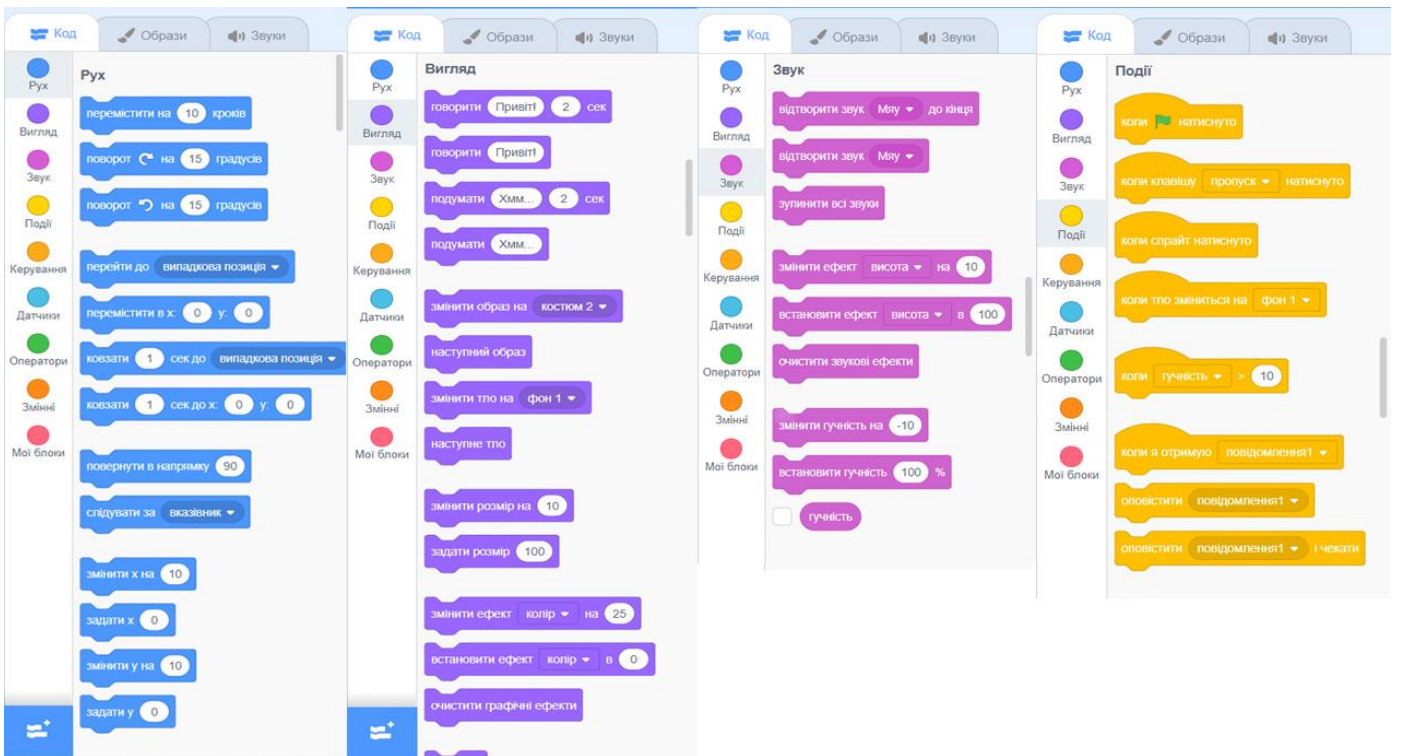 Код
Образи
Звуки
Рух
Вигляд
Звук
Події
Керування
Датчики
Оператори
Змінні
Мої блоки
Рух
перемістити на 10 кроків
поворот на 15 градусів
поворот на 15 градусів
перейти до випадкова позиція
перемістити в x: 0 y: 0
ковзати 1 сек до випадкова позиція
ковзати 1 сек до x: 0 y: 0
повернути в напрямку 90
слідувати за вказівник
змінити x на 10
задати x 0
змінити y на 10
задати y 0
Код
Образи
Звуки
Рух
Вигляд
Звук
Події
Керування
Датчики
Оператори
Змінні
Мої блоки
Вигляд
говорити Привіт! 2 сек
говорити Привіт!
подумати Хмм... 2 сек
подумати Хмм...
змінити образ на костюм 2
наступний образ
змінити тло на фон 1
наступне тло
змінити розмір на 10
задати розмір 100
змінити ефект колір на 25
встановити ефект колір в 0
очистити графічні ефекти
Код
Образи
Звуки
Рух
Вигляд
Звук
Події
Керування
Датчики
Оператори
Змінні
Мої блоки
Звук
відтворити звук Мяу до кінця
відтворити звук Мяу
зупинити всі звуки
змінити ефект висота на 10
встановити ефект висота в 100
очистити звукові ефекти
змінити гучність на -10
встановити гучність 100 %
гучність
Код
Образи
Звуки
Рух
Вигляд
Звук
Події
Керування
Датчики
Оператори
Змінні
Мої блоки
Події
коли натиснуто
коли клавішу пропуск натиснуто
коли спрайт натиснуто
коли тло зміниться на фон 1
коли гучність > 10
коли я отримую повідомлення1
оповістити повідомлення1
оповістити повідомлення1 і чекати